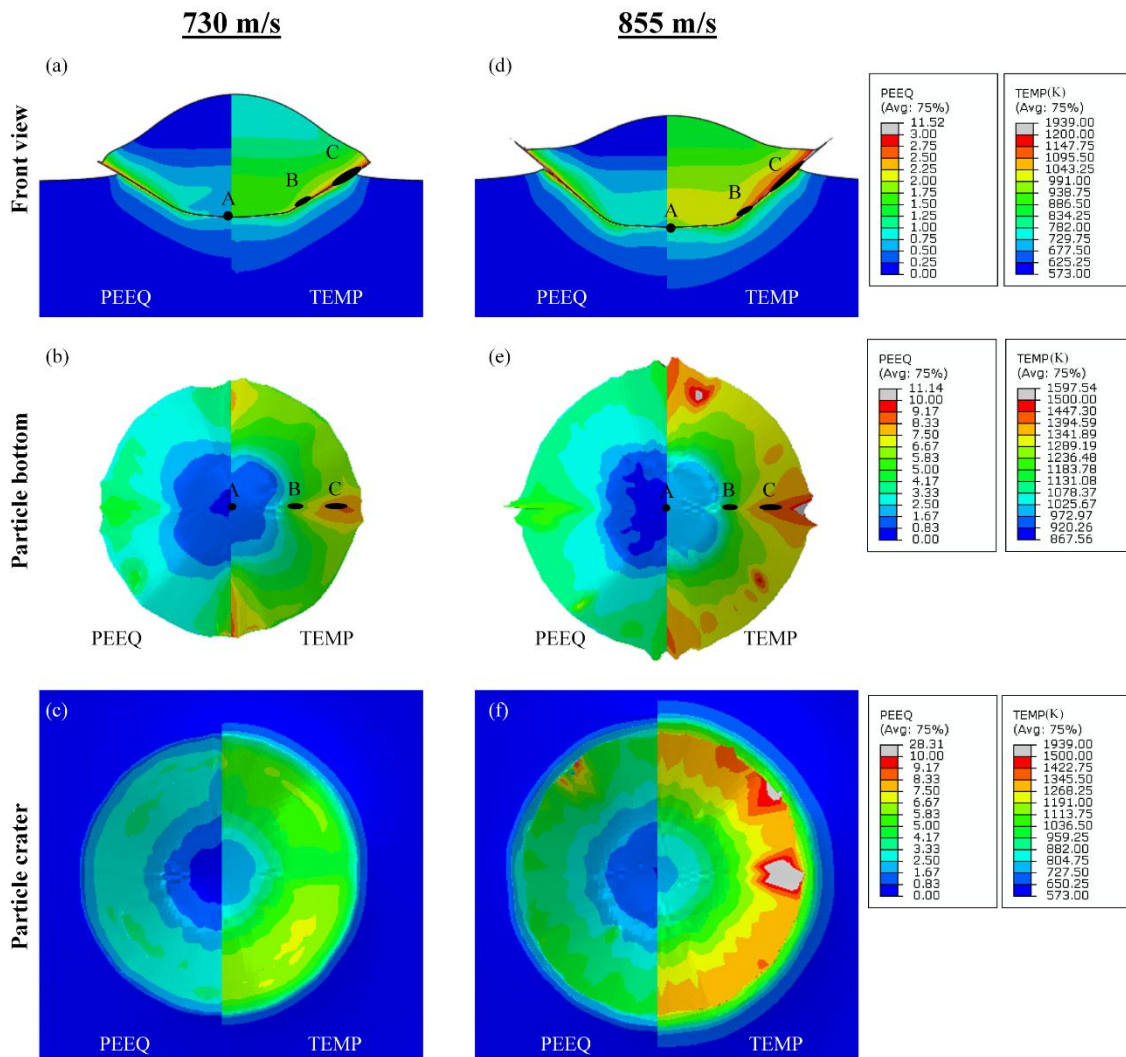 730 m/s
855 m/s
Front view
(a)
A
B
C
PEEQ
TEMP
(d)
A
B
C
PEEQ
TEMP
PEEQ
(Avg: 75%)
11.52
3.00
2.75
2.50
2.25
2.00
1.75
1.50
1.25
1.00
0.75
0.50
0.25
0.00
TEMP(K)
(Avg: 75%)
1939.00
1200.00
1147.75
1095.50
1043.25
991.00
938.75
886.50
834.25
782.00
729.75
677.50
625.25
573.00
Particle bottom
(b)
A
B
C
PEEQ
TEMP
(e)
A
B
C
PEEQ
TEMP
PEEQ
(Avg: 75%)
11.14
10.00
9.17
8.33
7.50
6.67
5.83
5.00
4.17
3.33
2.50
1.67
0.83
0.00
TEMP(K)
(Avg: 75%)
1597.54
1500.00
1447.30
1394.59
1341.89
1289.19
1236.48
1183.78
1131.08
1078.37
1025.67
972.97
920.26
867.56
Particle crater
(c)
PEEQ
TEMP
(f)
PEEQ
TEMP
PEEQ
(Avg: 75%)
28.31
10.00
9.17
8.33
7.50
6.67
5.83
5.00
4.17
3.33
2.50
1.67
0.83
0.00
TEMP(K)
(Avg: 75%)
1939.00
1500.00
1422.75
1345.50
1268.25
1191.00
1113.75
1036.50
959.25
882.00
804.75
727.50
650.25
573.00